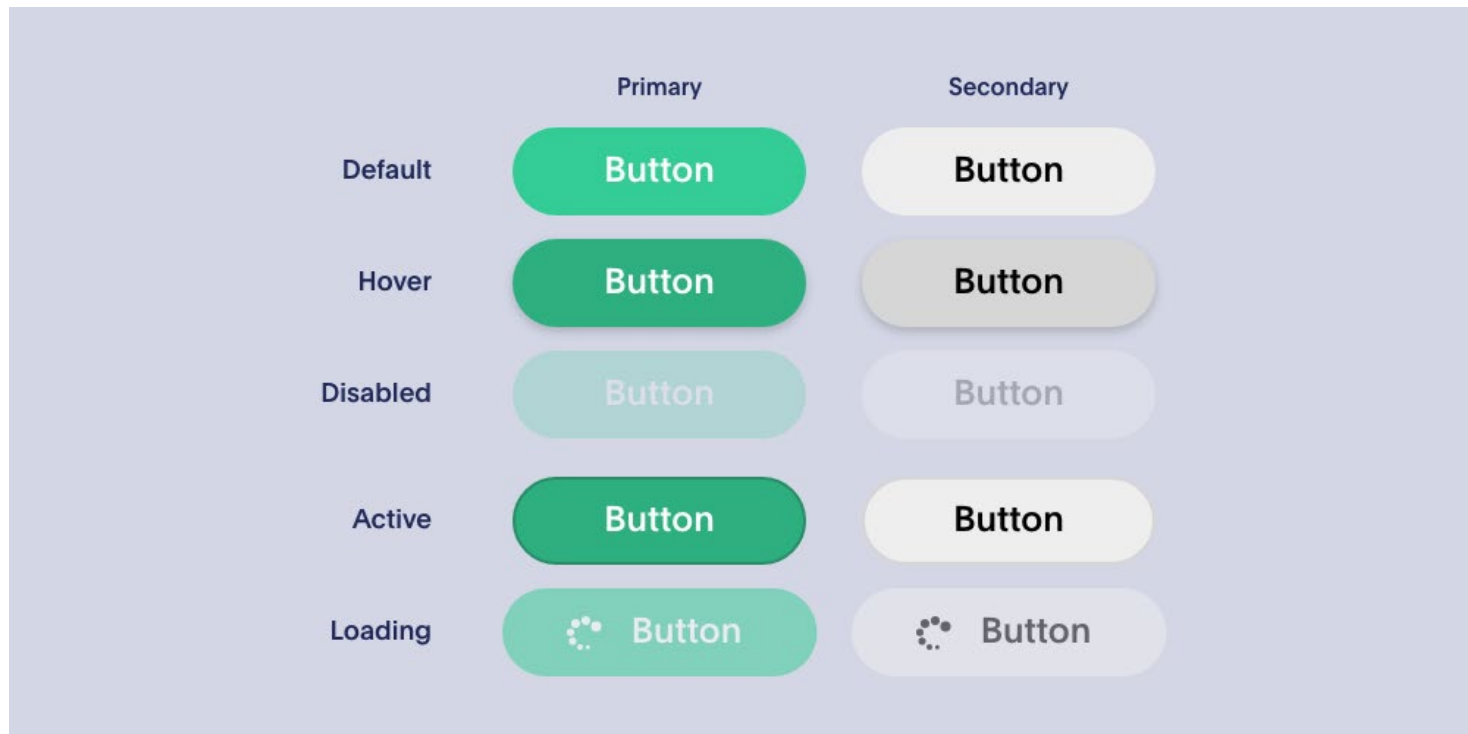 Primary Secondary
Default Button Button
Hover Button Button
Disabled Button Button
Active Button Button
Loading Button Button